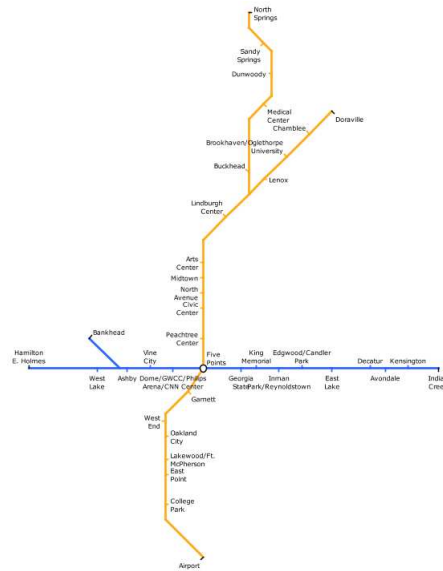 North
Springs
Sandy
Springs
Dunwoody
Medical
Center
Chamblee
Doraville
Brookhaven/Oglethorpe
University
Buckhead
Lenox
Lindburgh
Center
Arts
Center
Midtown
North
Avenue
Civic
Center
Bankhead
Peachtree
Center
Hamilton
E. Holmes
Vine
City
Five
Points
King
Memorial
Edgwood/Candler
Park
Decatur
Kensington
West
Lake
Ashby
Dome/GWCC/Philips
Arena/CNN Center
Georgia
State
Inman
Park/Reynoldstown
East
Lake
Avondale
India
Cree
Garnett
West
End
Oakland
City
Lakewood/Ft.
McPherson
East
Point
College
Park
Airport